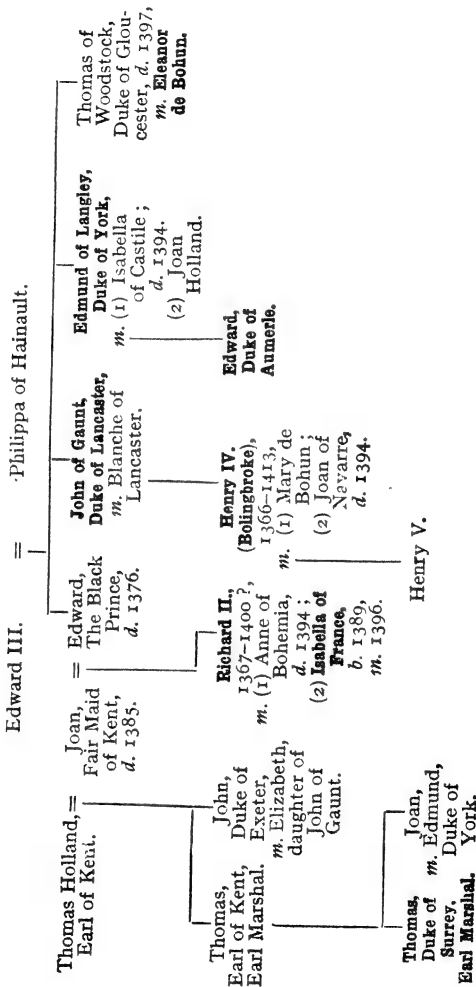 Edward III. = Philippa of Hainault.
Thomas Holland,
Earl of Kent.
=
Joan,
Fair Maid
of Kent,
d. 1385.
=
Edward,
The Black
Prince,
d. 1376.
John of Gaunt,
Duke of Lancaster,
m. Blanche of
Lancaster.
Edmund of Langley,
Duke of York,
m. (1) Isabella
of Castile;
d. 1394.
(2) Joan
Holland.
Thomas of
Woodstock,
Duke of Glou-
cester, d. 1397,
m. Eleanor
de Bohun.
Thomas,
Earl of Kent,
Earl Marshal.
John,
Duke of
Exeter,
m. Elizabeth,
daughter of
John of
Gaunt.
Richard II.,
1367–1400?,
m. (1) Anne of
Bohemia,
d. 1394;
(2) Isabella of
France,
b. 1389,
m. 1396.
Henry IV.
(Bolingbroke),
1366–1413,
m. (1) Mary de
Bohun;
(2) Joan of
Navarre,
d. 1394.
Edward,
Duke of
Aumerle.
Thomas,
Duke of
Surrey,
Earl Marshal.
Joan,
m. Edmund,
Duke of
York.
Henry V.